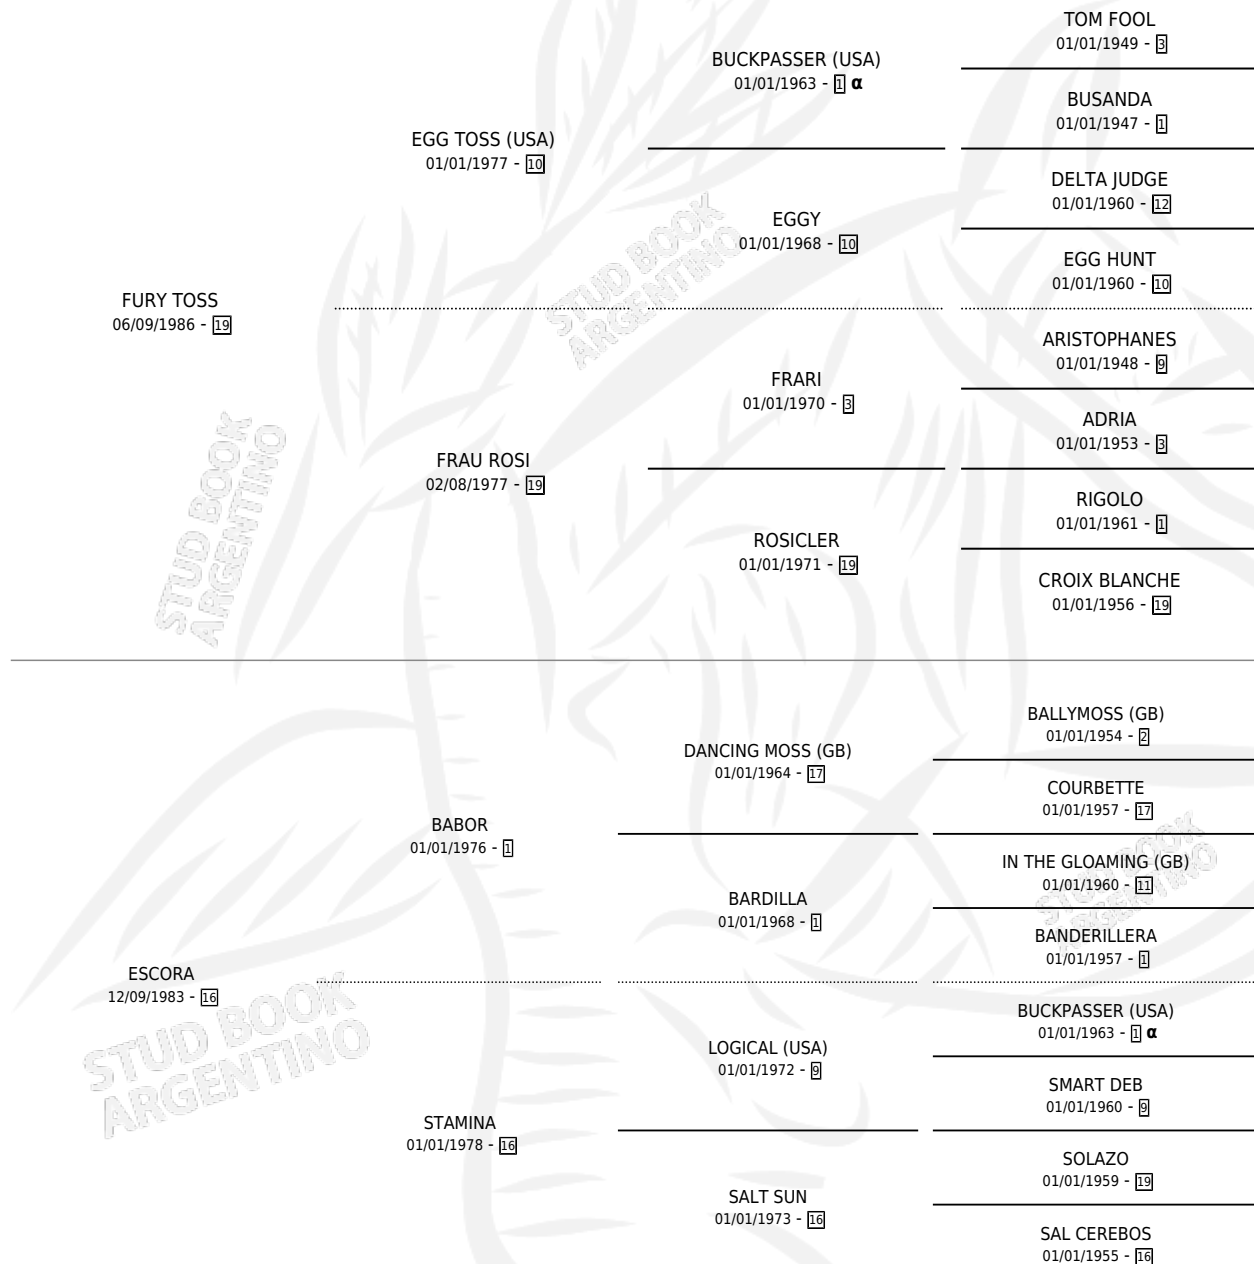 TOM FOOL
01/01/1949 - 3
BUCKPASSER (USA)
01/01/1963 - 1 α
BUSANDA
01/01/1947 - 1
EGG TOSS (USA)
01/01/1977 - 10
DELTA JUDGE
01/01/1960 - 12
EGGY
01/01/1968 - 10
EGG HUNT
01/01/1960 - 10
FURY TOSS
06/09/1986 - 19
ARISTOPHANES
01/01/1948 - 9
FRARI
01/01/1970 - 3
ADRIA
01/01/1953 - 3
FRAU ROSI
02/08/1977 - 19
RIGOLO
01/01/1961 - 1
ROSICLER
01/01/1971 - 19
CROIX BLANCHE
01/01/1956 - 19
BALLYMOSS (GB)
01/01/1954 - 2
DANCING MOSS (GB)
01/01/1964 - 17
COURBETTE
01/01/1957 - 17
BABOR
01/01/1976 - 1
IN THE GLOAMING (GB)
01/01/1960 - 11
BARDILLA
01/01/1968 - 1
BANDERILLERA
01/01/1957 - 1
ESCORA
12/09/1983 - 16
BUCKPASSER (USA)
01/01/1963 - 1 α
LOGICAL (USA)
01/01/1972 - 9
SMART DEB
01/01/1960 - 9
STAMINA
01/01/1978 - 16
SOLAZO
01/01/1959 - 19
SALT SUN
01/01/1973 - 16
SAL CEREBOS
01/01/1955 - 16
STUD BOOK
ARGENTINO
STUD BOOK
ARGENTINO
STUD BOOK
ARGENTINO
STUD BOOK
ARGENTINO